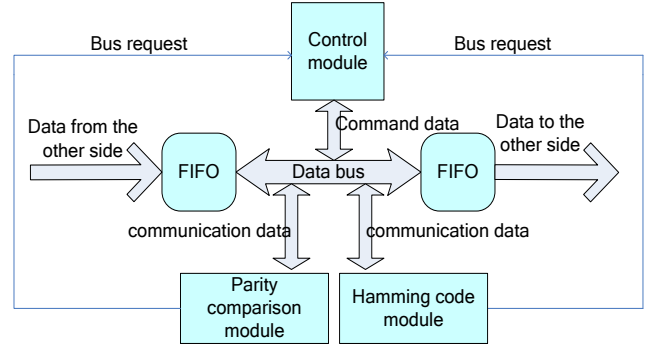 Bus request
Control
module
Bus request
Data from the
other side
Command data
Data to the
other side
FIFO
Data bus
FIFO
communication data
communication data
Parity
comparison
module
Hamming code
module